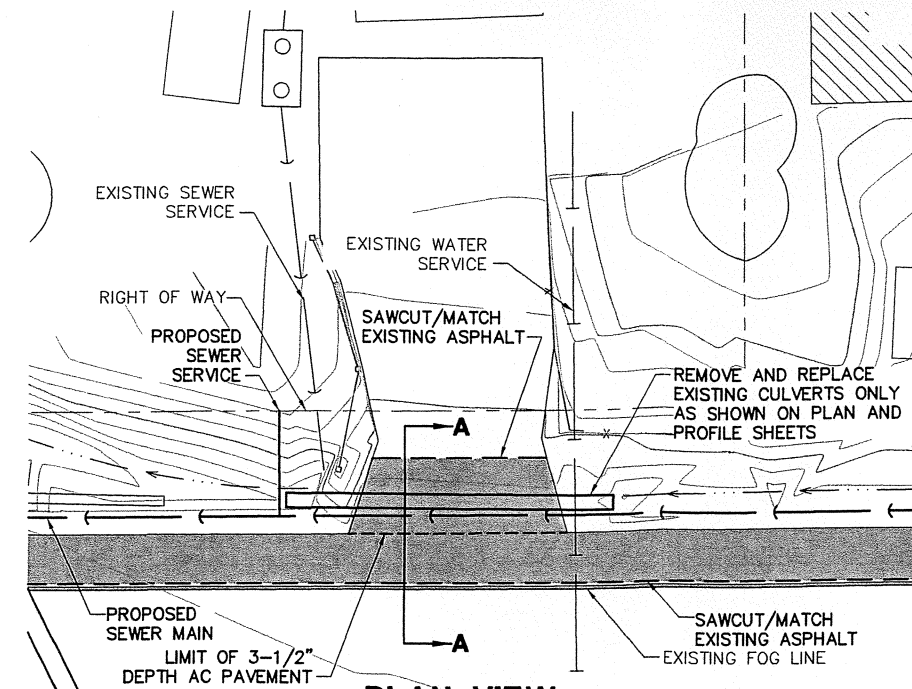 EXISTING SEWER
SERVICE
EXISTING WATER
SERVICE
RIGHT OF WAY
PROPOSED
SEWER
SERVICE
SAWCUT/MATCH
EXISTING ASPHALT
REMOVE AND REPLACE
EXISTING CULVERTS ONLY
AS SHOWN ON PLAN AND
PROFILE SHEETS
A
A
PROPOSED
SEWER MAIN
LIMIT OF 3-1/2"
DEPTH AC PAVEMENT
SAWCUT/MATCH
EXISTING ASPHALT
EXISTING FOG LINE
PLAN VIEW